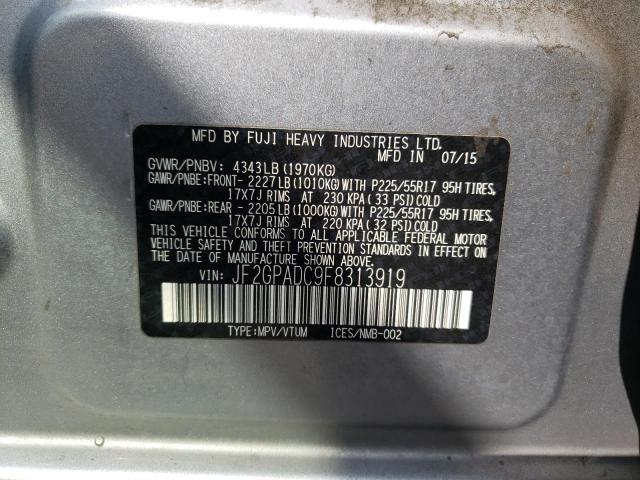 MFD BY FUJI HEAVY INDUSTRIES LTD.
MFD IN 07/15
GVWR/PNBV: 4343LB(1970KG)
GAWR/PNBE:FRONT- 2227LB(1010KG)WITH P225/55R17 95H TIRES,
17X7J RIMS AT 230 KPA( 33 PSI)COLD
GAWR/PNBE:REAR - 2205LB(1000KG)WITH P225/55R17 95H TIRES,
17X7J RIMS AT 220 KPA( 32 PSI)COLD
THIS VEHICLE CONFORMS TO ALL APPLICABLE FEDERAL MOTOR
VEHICLE SAFETY AND THEFT PREVENTION STANDARDS IN EFFECT ON
THE DATE OF MANUFACTURE SHOWN ABOVE.
VIN: JF2GPADC9F8313919
TYPE:MPV/VTUM ICES/NMB-002